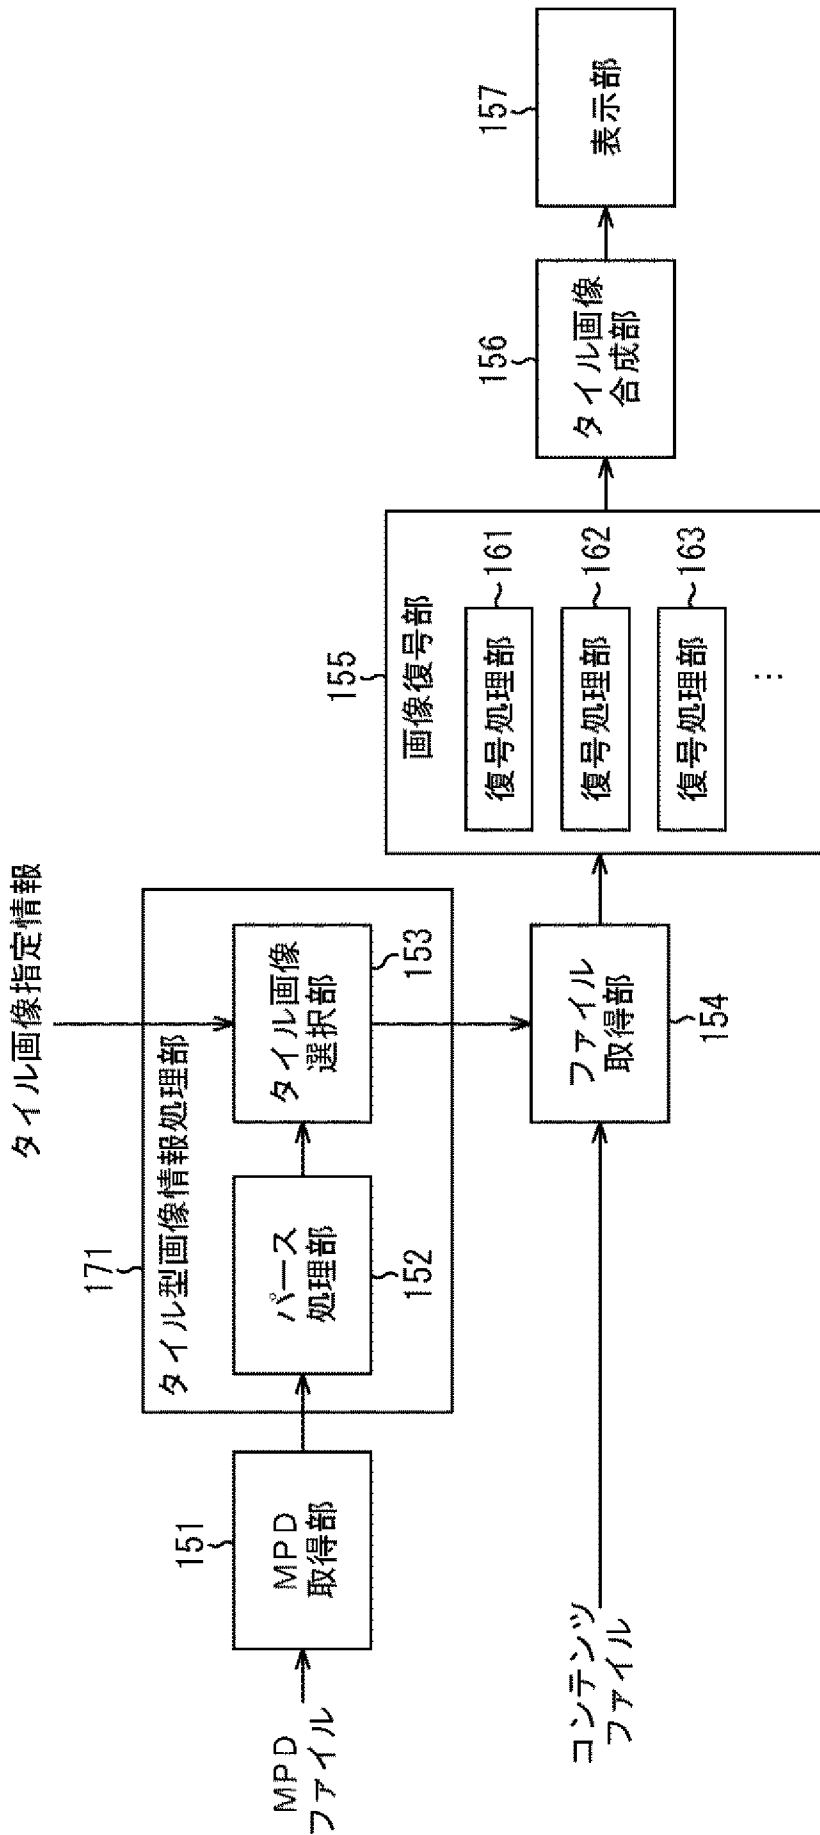 タイル画像指定情報
171
タイル型画像情報処理部
MPD
ファイル
151
MPD
取得部
パース
処理部
152
タイル画像
選択部
153
コンテンツ
ファイル
ファイル
取得部
154
155
画像復号部
復号処理部
161
復号処理部
162
復号処理部
163
⋮
156
タイル画像
合成部
157
表示部